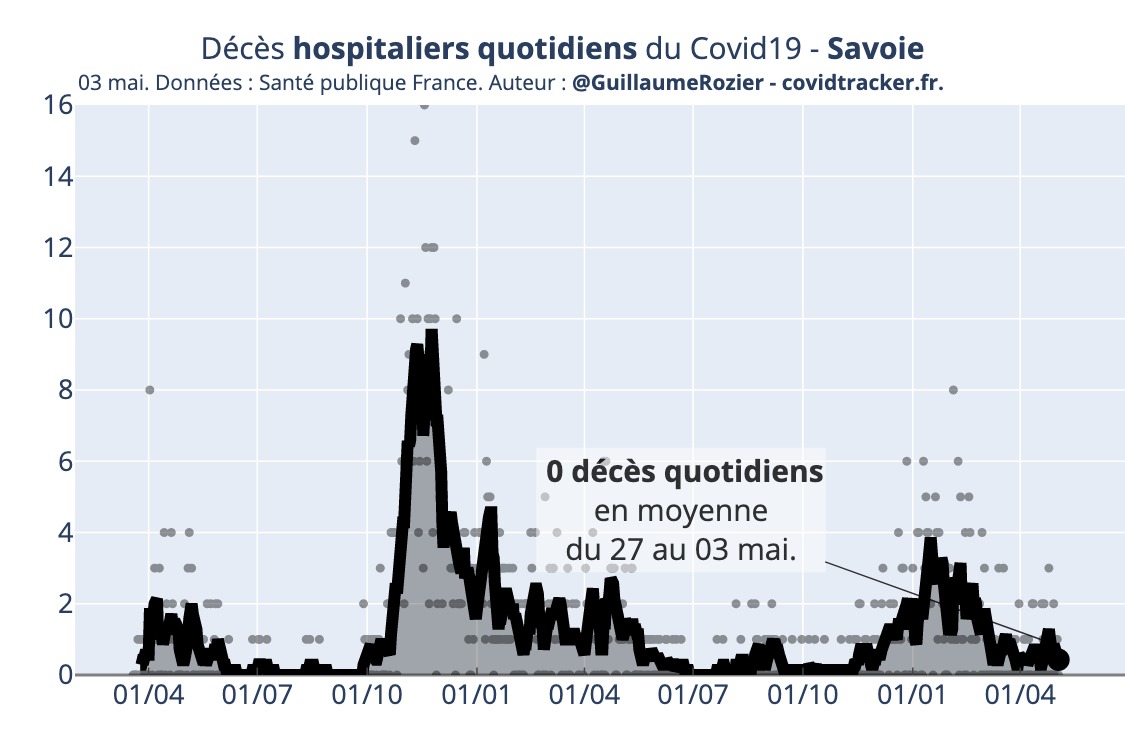 Décès hospitaliers quotidiens du Covid19 - Savoie
03 mai. Données : Santé publique France. Auteur : @GuillaumeRozier - covidtracker.fr.
16
14
12
10
8
6
4
2
0
0 décès quotidiens
en moyenne
du 27 au 03 mai.
01/04 01/07 01/10 01/01 01/04 01/07 01/10 01/01 01/04